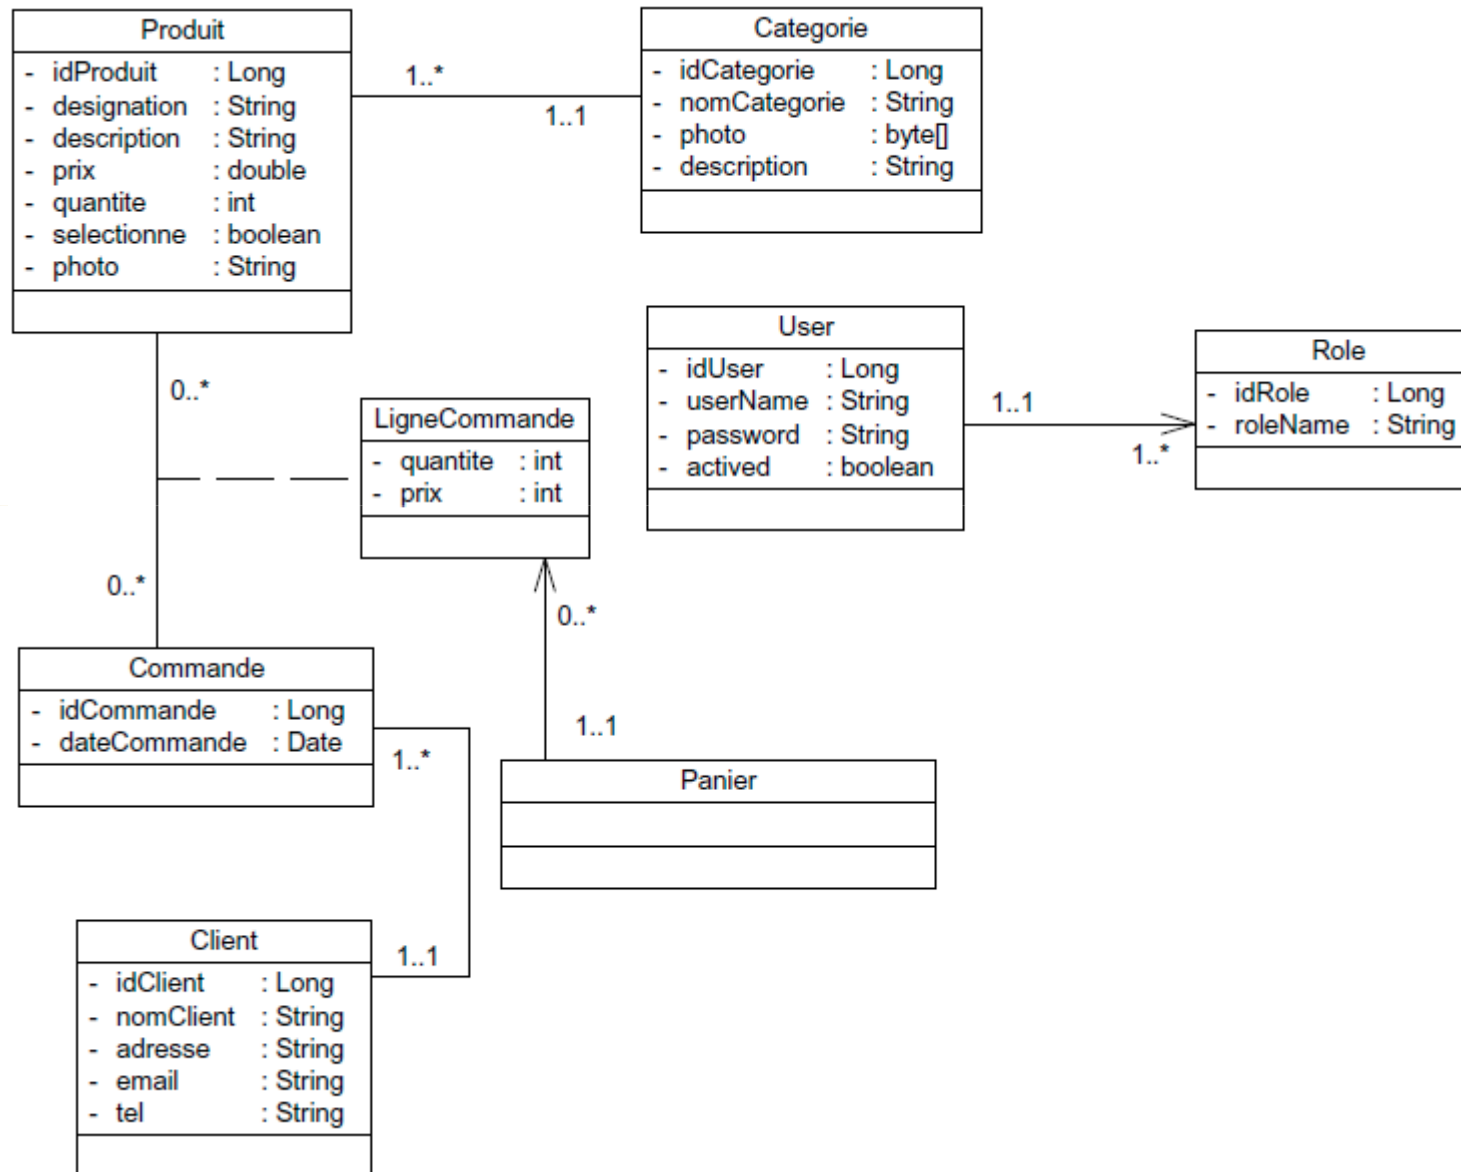 Produit
- idProduit : Long
- designation : String
- description : String
- prix : double
- quantite : int
- selectionne : boolean
- photo : String
1..*
1..1
Categorie
- idCategorie : Long
- nomCategorie : String
- photo : byte[]
- description : String
User
- idUser : Long
- userName : String
- password : String
- actived : boolean
1..1
1..*
Role
- idRole : Long
- roleName : String
0..*
LigneCommande
- quantite : int
- prix : int
0..*
0..*
1..1
Commande
- idCommande : Long
- dateCommande : Date
1..*
Panier
1..1
Client
- idClient : Long
- nomClient : String
- adresse : String
- email : String
- tel : String